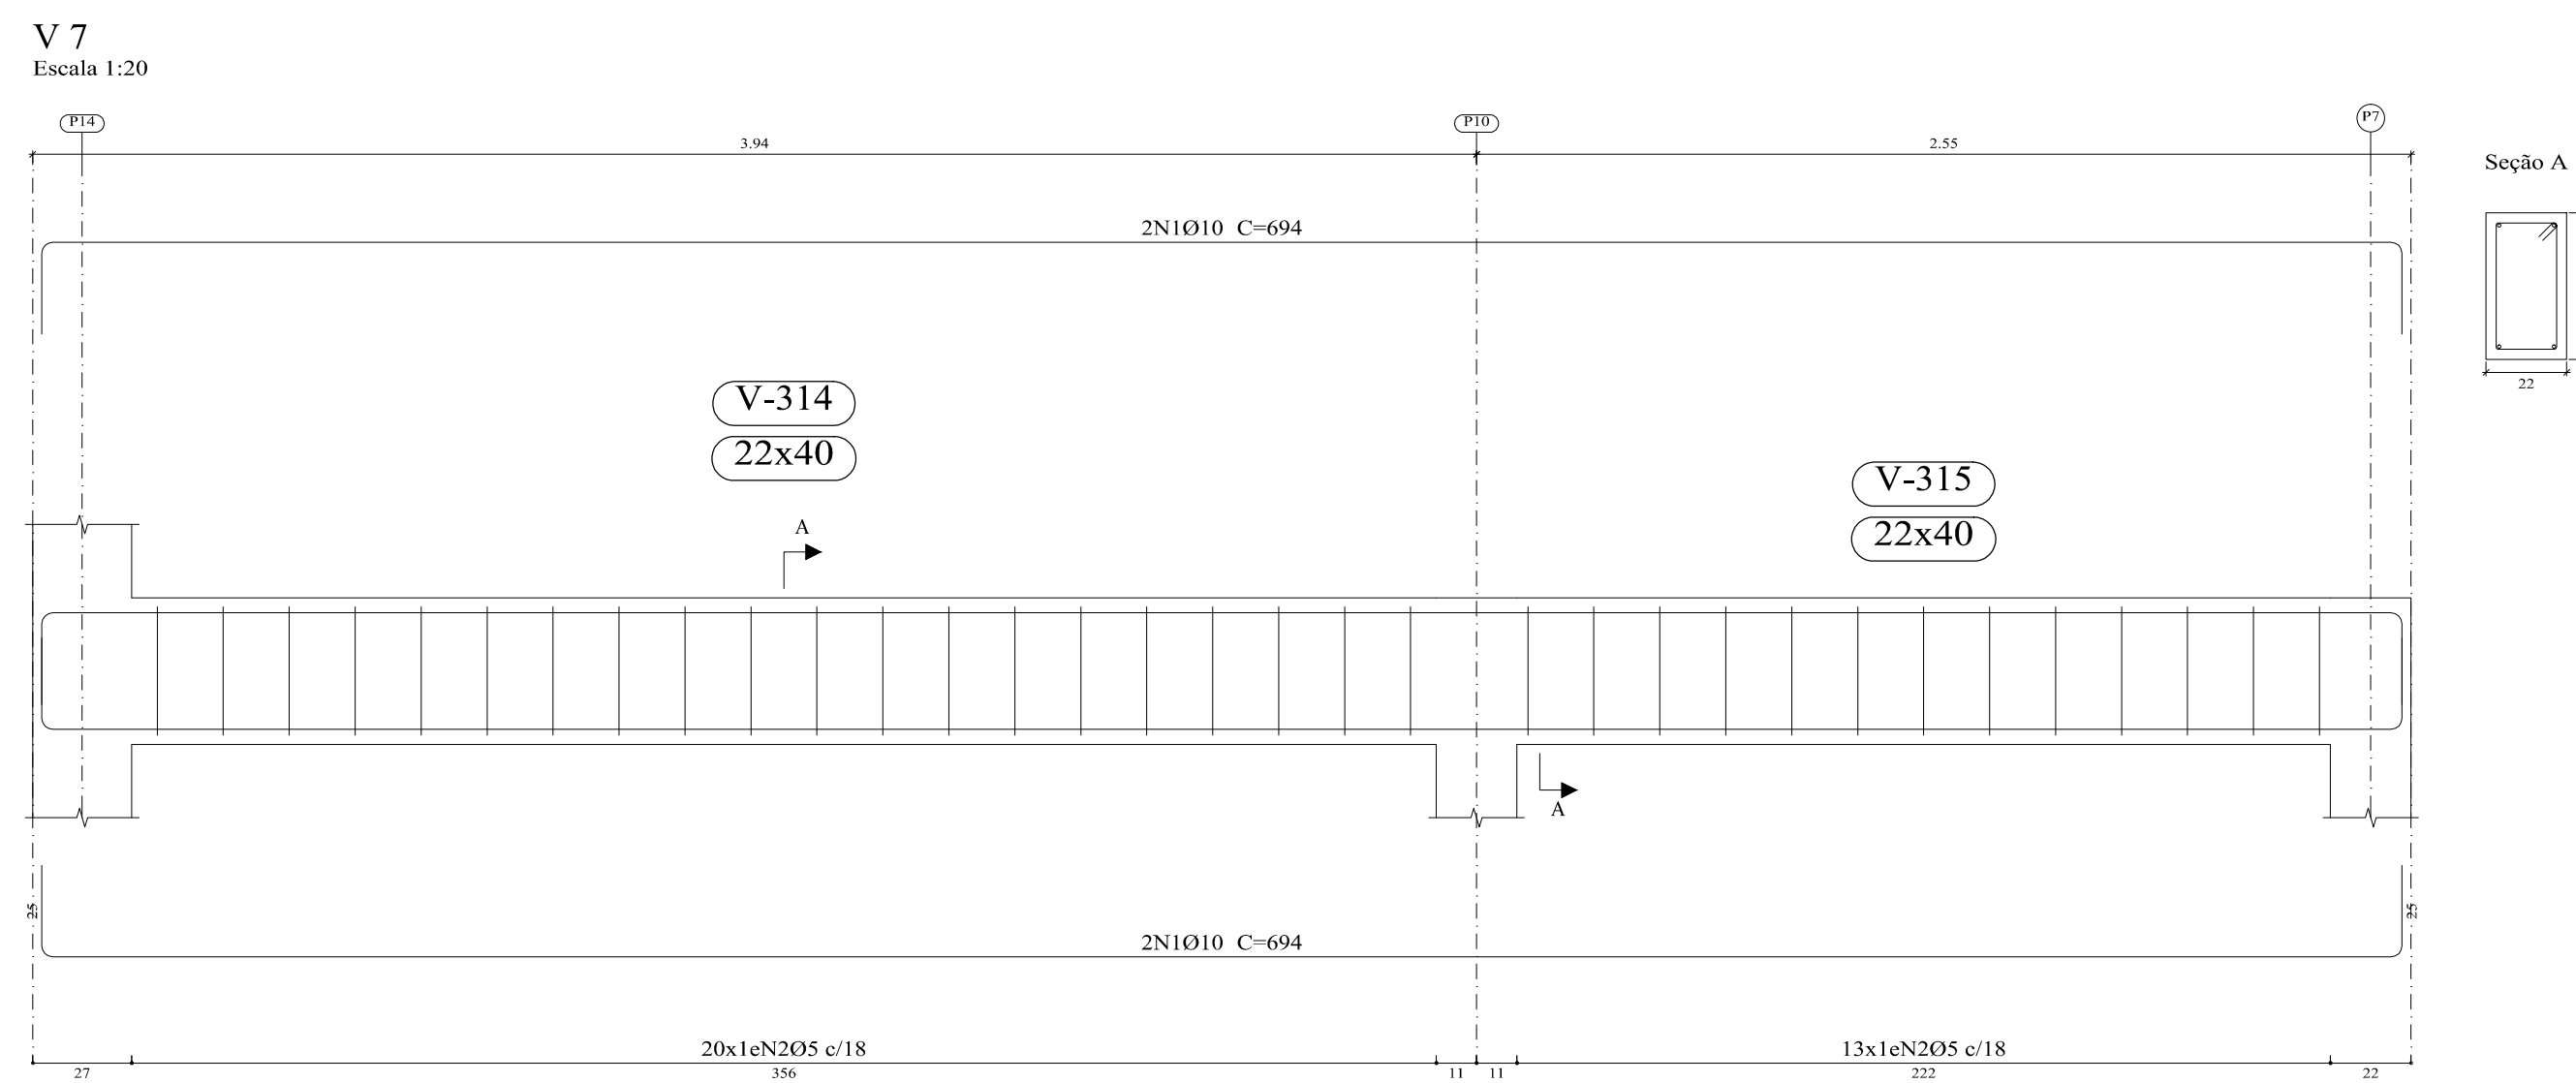 V 7
Escala 1:20
P14
P10
P7
3.94
2.55
Seção A
2N1Ø10 C=694
22
V-314
22x40
V-315
22x40
A
A
25
25
2N1Ø10 C=694
20x1eN2Ø5 c/18
13x1eN2Ø5 c/18
27
356
11
11
222
22